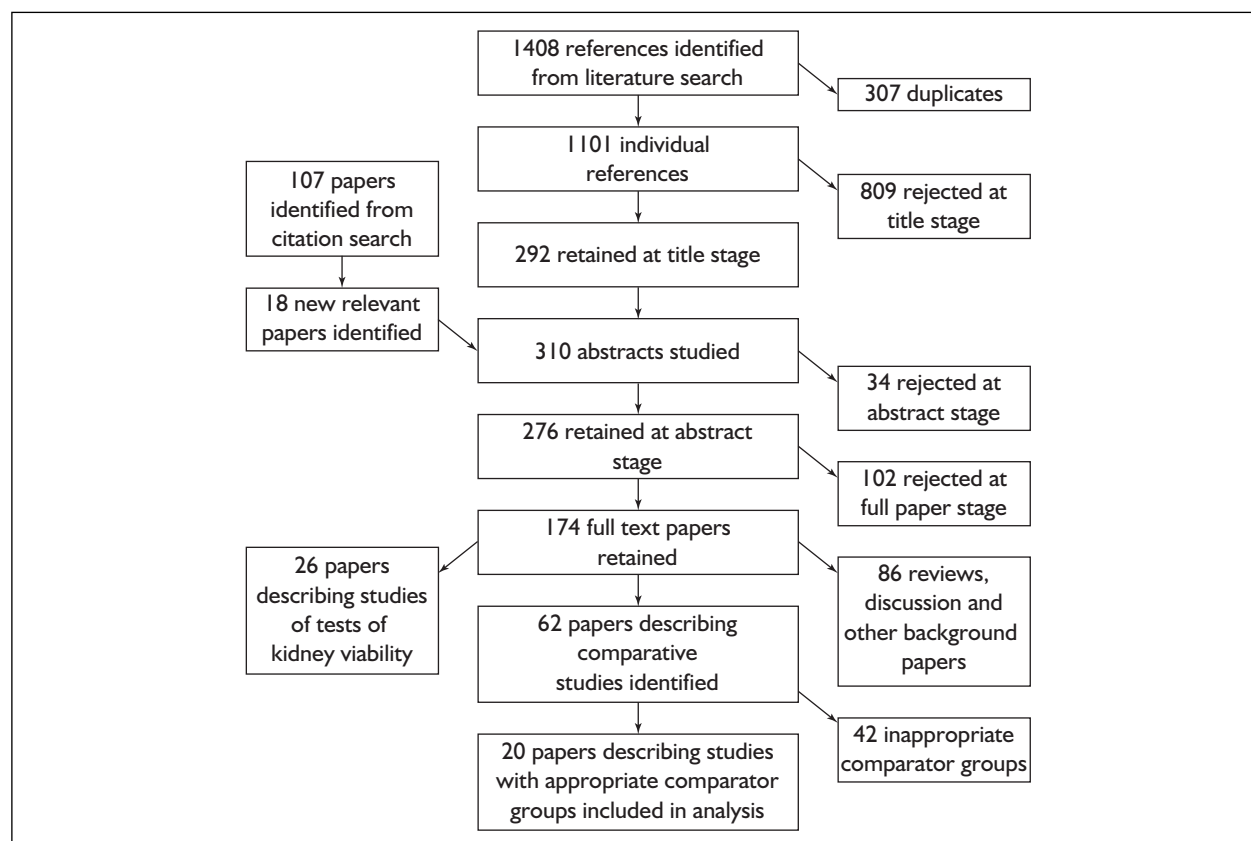 1408 references identified
from literature search
307 duplicates
1101 individual
references
107 papers
identified from
citation search
809 rejected at
title stage
292 retained at title stage
18 new relevant
papers identified
310 abstracts studied
34 rejected at
abstract stage
276 retained at abstract
stage
102 rejected at
full paper stage
174 full text papers
retained
26 papers
describing studies
of tests of
kidney viability
86 reviews,
discussion and
other background
papers
62 papers describing
comparative
studies identified
42 inappropriate
comparator groups
20 papers describing studies
with appropriate comparator
groups included in analysis